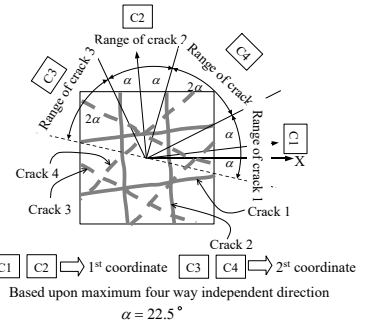 C2
Range of crack 2
C4
Range of crack
C3
Range of crack 3
2α
α
α
2α
α
α
Range of crack 1
C1
X
Crack 4
Crack 3
Crack 1
Crack 2
C1 C2 1st coordinate C3 C4 2st coordinate
Based upon maximum four way independent direction
α = 22.5°